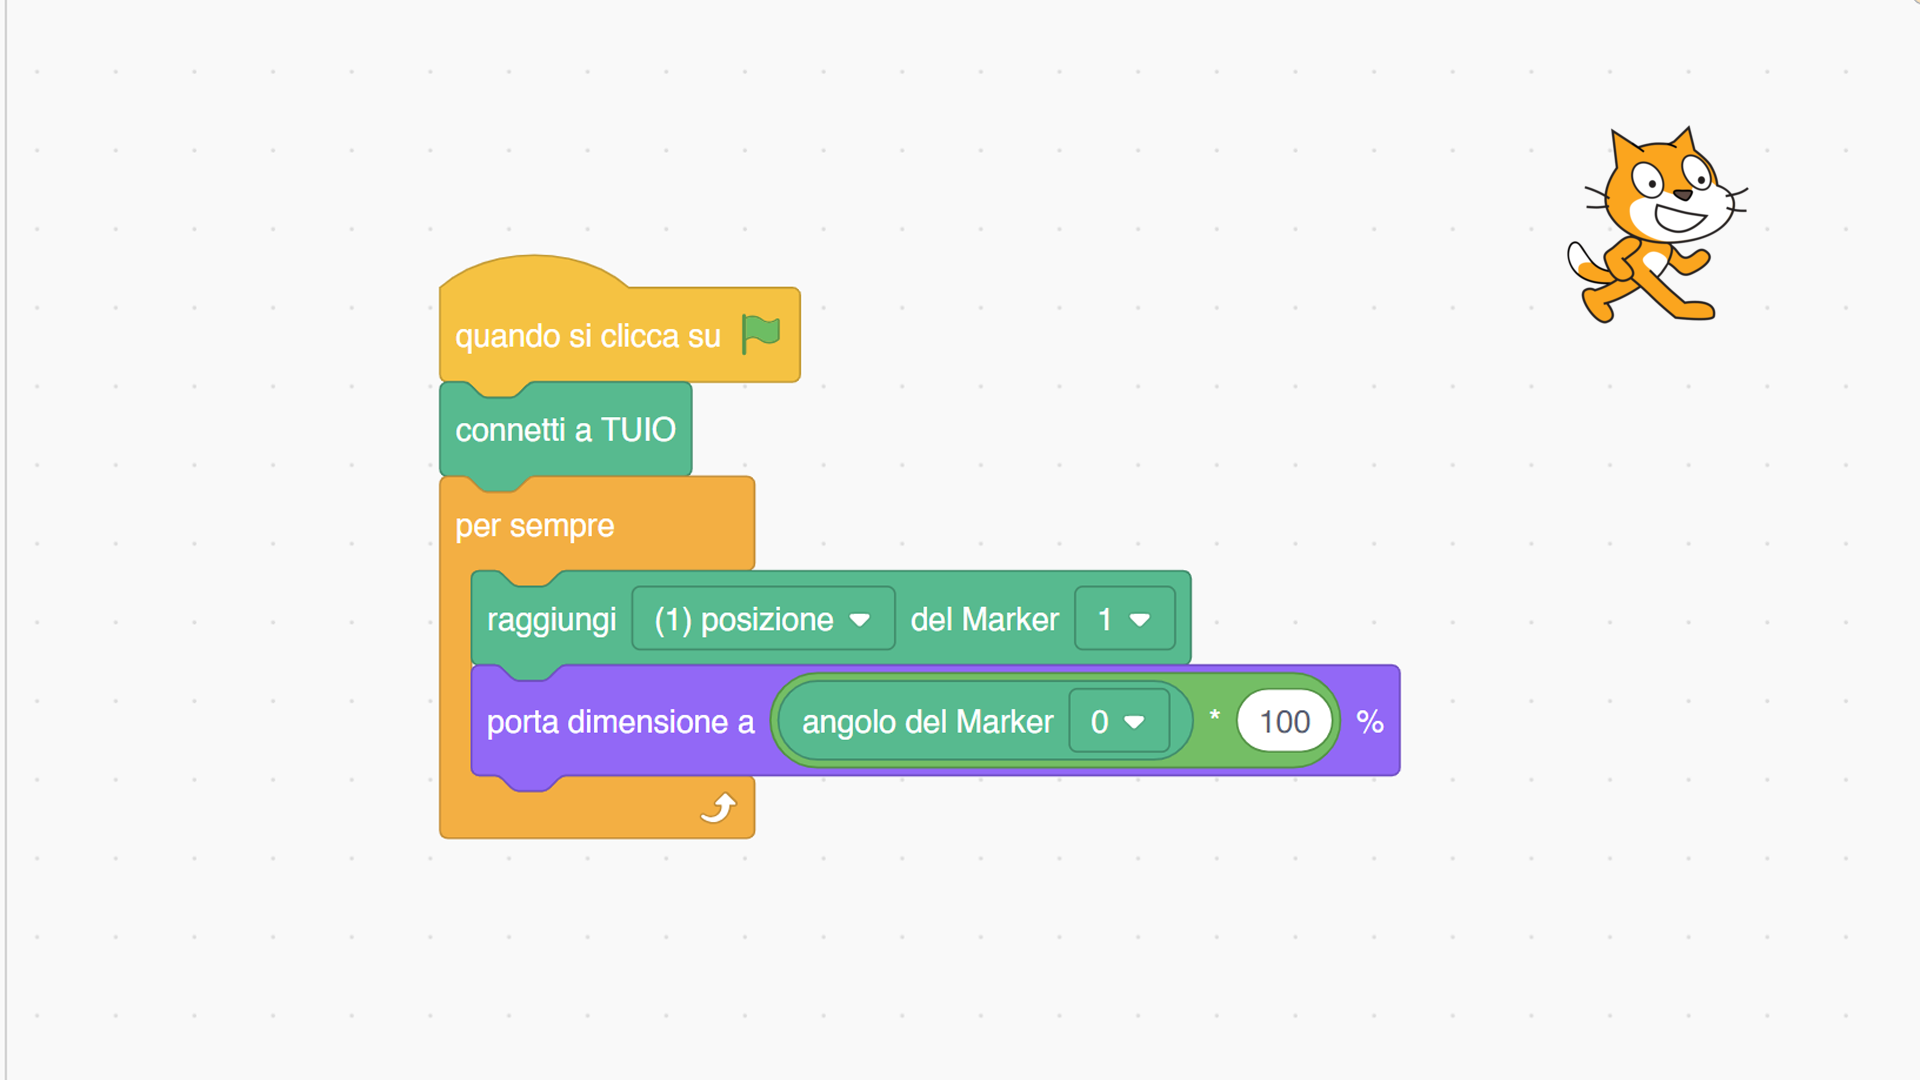 quando si clicca su
connetti a TUIO
per sempre
raggiungi (1) posizione del Marker 1
porta dimensione a angolo del Marker 0 * 100 %